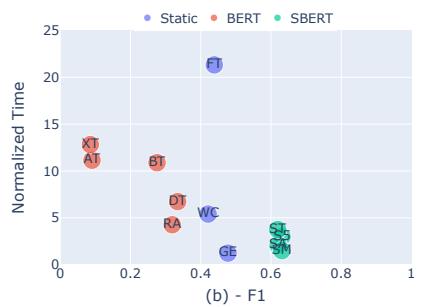 Static BERT SBERT
25
20
15
10
5
0
Normalized Time
FT
XT
AT
BT
DT
RA
WC
GE
ST
S5
SA
SM
0 0.2 0.4 0.6 0.8 1
(b) - F1